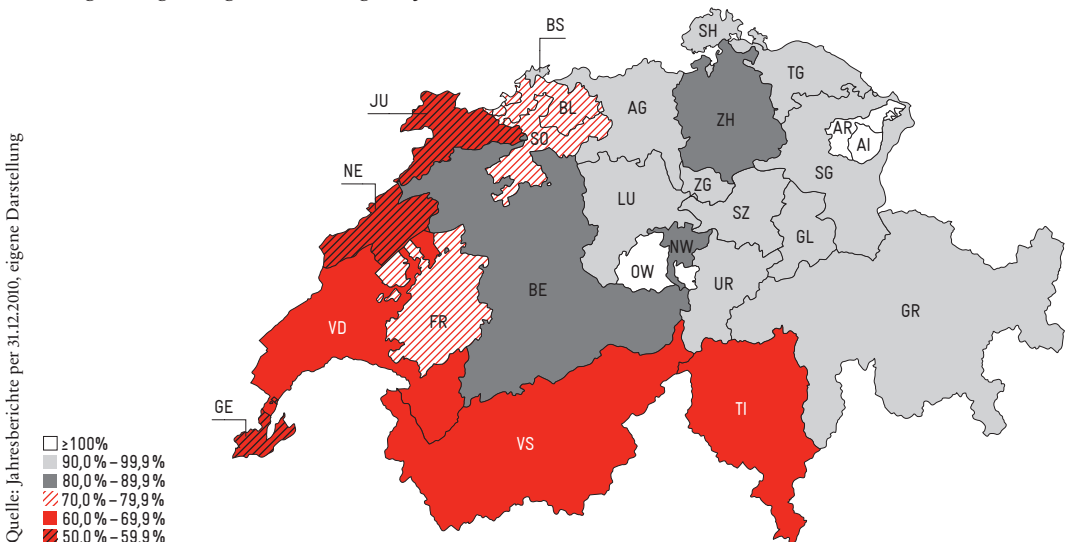 BS
SH
TG
JU
BL
AG
ZH
AR
AI
SO
NE
ZG
SG
LU
SZ
GL
NW
OW
UR
BE
GR
VD
FR
GE
TI
VS
≥100%
90,0%–99,9%
80,0%–89,9%
70,0%–79,9%
60,0%–69,9%
50,0%–59,9%
Quelle: Jahresberichte per 31.12.2010, eigene Darstellung